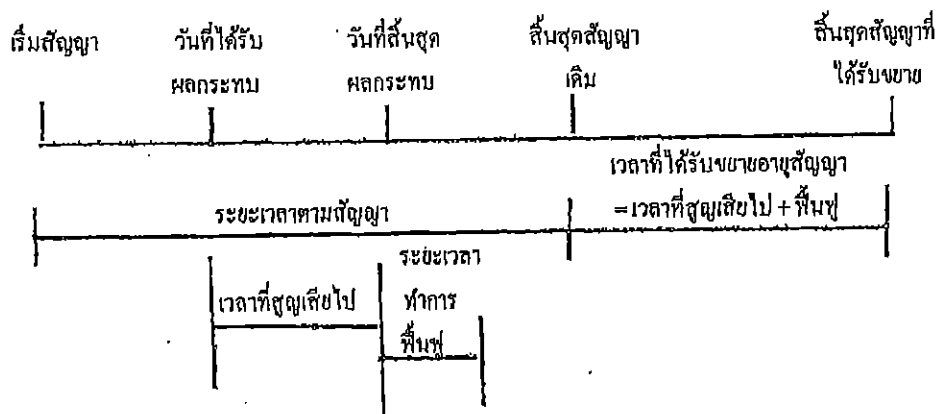 เริ่มสัญญา
วันที่ได้รับ
ผลกระทบ
วันที่สิ้นสุด
ผลกระทบ
สิ้นสุดสัญญา
เดิม
สิ้นสุดสัญญาที่
ได้รับขยาย
เวลาที่ได้รับขยายอายุสัญญา
=เวลาที่สูญเสียไป + ฟื้นฟู
ระยะเวลาตามสัญญา
ระยะเวลา
ทำการ
ฟื้นฟู
เวลาที่สูญเสียไป